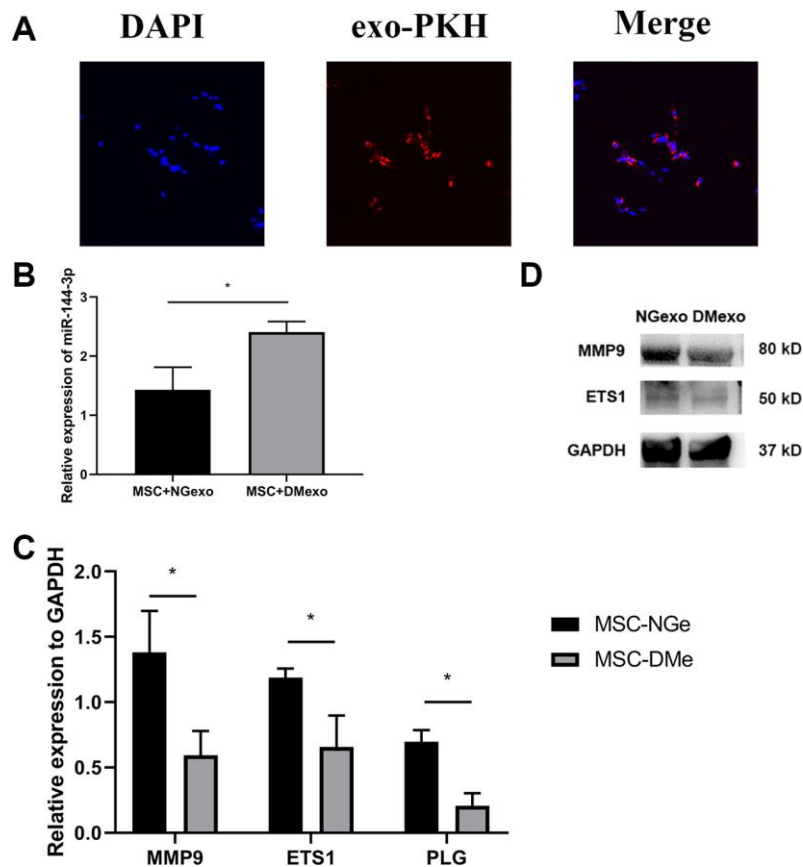 A
DAPI
exo-PKH
Merge
B
Relative expression of miR-144-3p
3
2
1
0
*
MSC+NGexo
MSC+DMexo
D
NGexo DMexo
MMP9
80 kD
ETS1
50 kD
GAPDH
37 kD
C
Relative expression to GAPDH
2.0
1.5
1.0
0.5
0.0
*
*
*
MMP9
ETS1
PLG
MSC-NGe
MSC-DMe